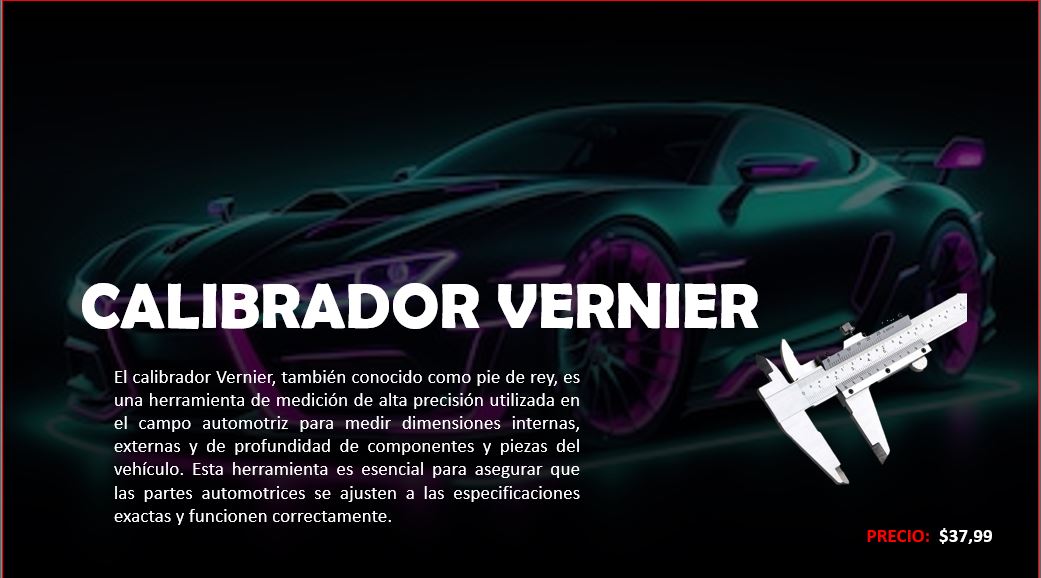 CALIBRADOR VERNIER
El calibrador Vernier, también conocido como pie de rey, es
una herramienta de medición de alta precisión utilizada en
el campo automotriz para medir dimensiones internas,
externas y de profundidad de componentes y piezas del
vehículo. Esta herramienta es esencial para asegurar que
las partes automotrices se ajusten a las especificaciones
exactas y funcionen correctamente.
PRECIO: $37,99